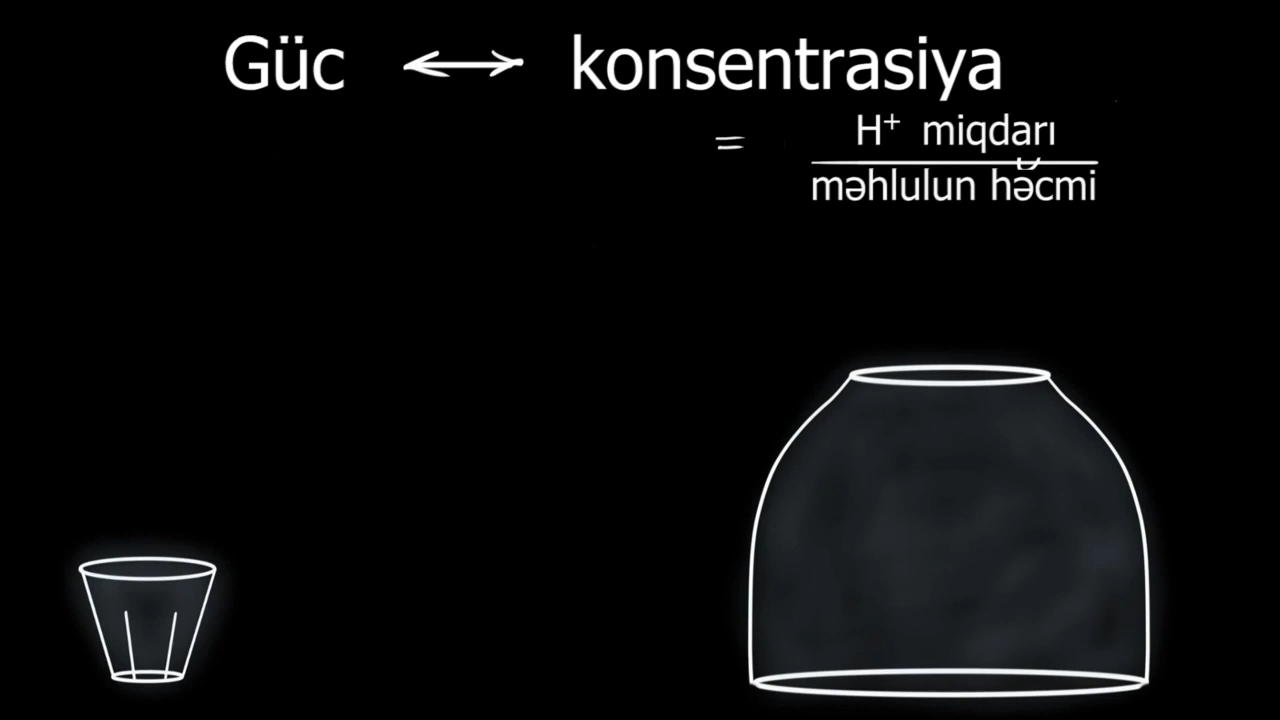 Güc ↔ konsentrasiya
= H⁺ miqdarı
məhlulun həcmi